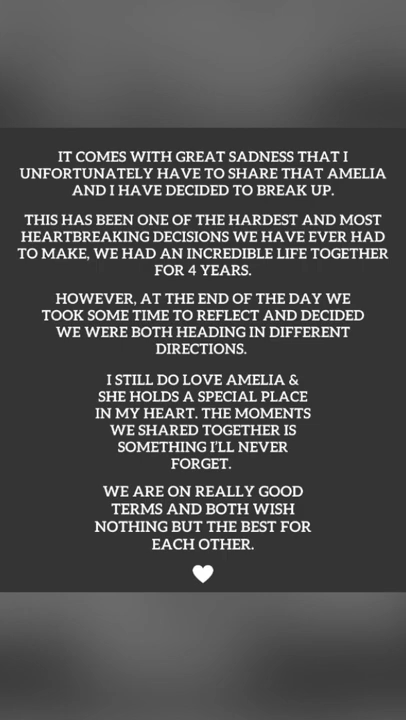 IT COMES WITH GREAT SADNESS THAT I
UNFORTUNATELY HAVE TO SHARE THAT AMELIA
AND I HAVE DECIDED TO BREAK UP.
THIS HAS BEEN ONE OF THE HARDEST AND MOST
HEARTBREAKING DECISIONS WE HAVE EVER HAD
TO MAKE, WE HAD AN INCREDIBLE LIFE TOGETHER
FOR 4 YEARS.
HOWEVER, AT THE END OF THE DAY WE
TOOK SOME TIME TO REFLECT AND DECIDED
WE WERE BOTH HEADING IN DIFFERENT
DIRECTIONS.
I STILL DO LOVE AMELIA &
SHE HOLDS A SPECIAL PLACE
IN MY HEART. THE MOMENTS
WE SHARED TOGETHER IS
SOMETHING I'LL NEVER
FORGET.
WE ARE ON REALLY GOOD
TERMS AND BOTH WISH
NOTHING BUT THE BEST FOR
EACH OTHER.